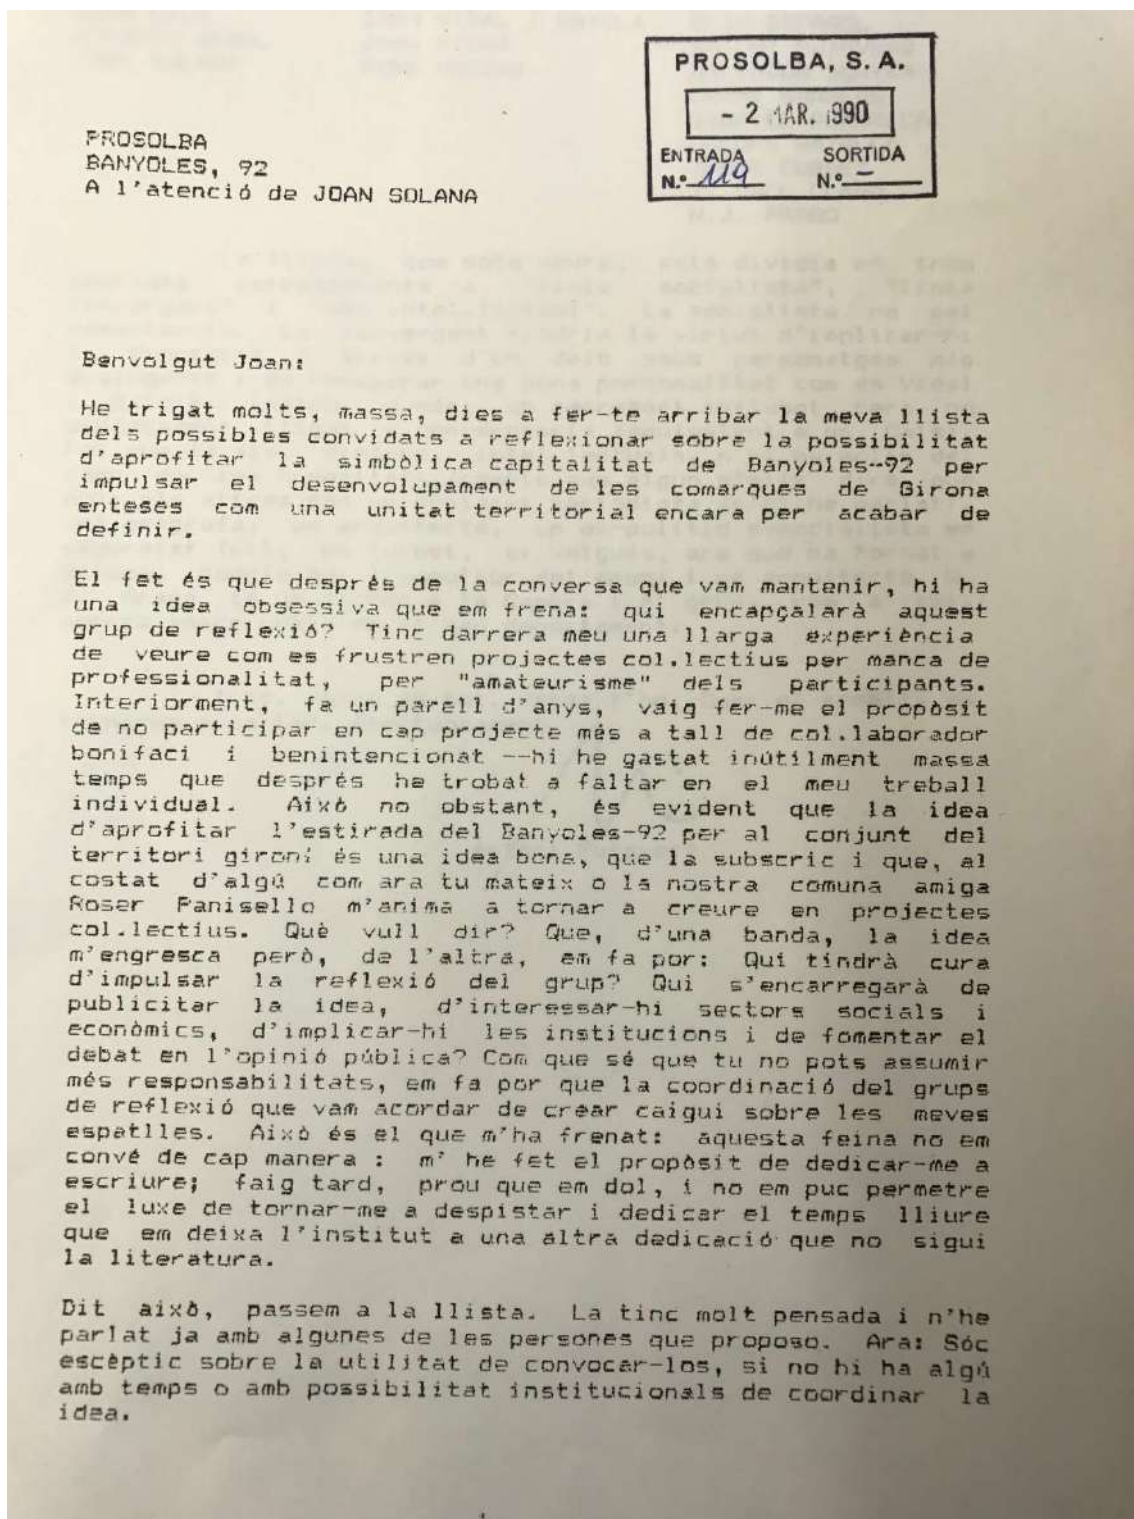 PROSOLBA, S. A.
- 2 MAR. 1990
ENTRADA SORTIDA
N.º 119 N.º —
PROSOLBA
BANYOLES, 92
A l'atenció de JOAN SOLANA
Benvolgut Joan:
He trigat molts, massa, dies a fer-te arribar la meva llista
dels possibles convidats a reflexionar sobre la possibilitat
d'aprofitar la simbòlica capitalitat de Banyoles--92 per
impulsar el desenvolupament de les comarques de Girona
enteses com una unitat territorial encara per acabar de
definir.
El fet és que després de la conversa que vam mantenir, hi ha
una idea obsessiva que em frena: qui encapçalarà aquest
grup de reflexió? Tinc darrera meu una llarga experiència
de veure com es frustren projectes col.lectius per manca de
professionalitat, per "amateurisme" dels participants.
Interiorment, fa un parell d'anys, vaig fer-me el propòsit
de no participar en cap projecte més a tall de col.laborador
bonifaci i benintencionat --hi he gastat inútilment massa
temps que després he trobat a faltar en el meu treball
individual. Això no obstant, és evident que la idea
d'aprofitar l'estirada del Banyoles-92 per al conjunt del
territori gironí és una idea bona, que la subscric i que, al
costat d'algú com ara tu mateix o la nostra comuna amiga
Roser Panisello m'anima a tornar a creure en projectes
col.lectius. Què vull dir? Que, d'una banda, la idea
m'engresca però, de l'altra, em fa por: Qui tindrà cura
d'impulsar la reflexió del grup? Qui s'encarregarà de
publicitar la idea, d'interessar-hi sectors socials i
econòmics, d'implicar-hi les institucions i de fomentar el
debat en l'opinió pública? Com que sé que tu no pots assumir
més responsabilitats, em fa por que la coordinació del grups
de reflexió que vam acordar de crear caigui sobre les meves
espatlles. Això és el que m'ha frenat: aquesta feina no em
convé de cap manera : m' he fet el propòsit de dedicar-me a
escriure; faig tard, prou que em dol, i no em puc permetre
el luxe de tornar-me a despistar i dedicar el temps lliure
que em deixa l'institut a una altra dedicació que no sigui
la literatura.
Dit això, passem a la llista. La tinc molt pensada i n'he
parlat ja amb algunes de les persones que proposo. Ara: Sóc
escèptic sobre la utilitat de convocar-los, si no hi ha algú
amb temps o amb possibilitat institucionals de coordinar la
idea.